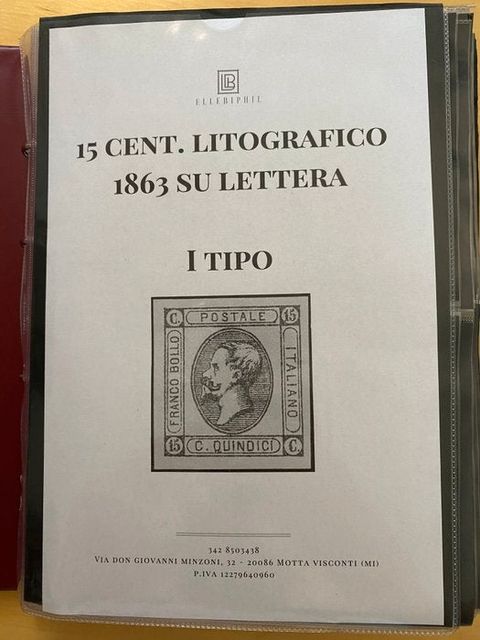 LB
ELLEBIPHIL
15 CENT. LITOGRAFICO
1863 SU LETTERA
I TIPO
C. POSTALE 15
FRANCO BOLLO
ITALIANO
15 C. QUINDICI C.
342 8503438
VIA DON GIOVANNI MINZONI, 32 - 20086 MOTTA VISCONTI (MI)
P.IVA 12279640960